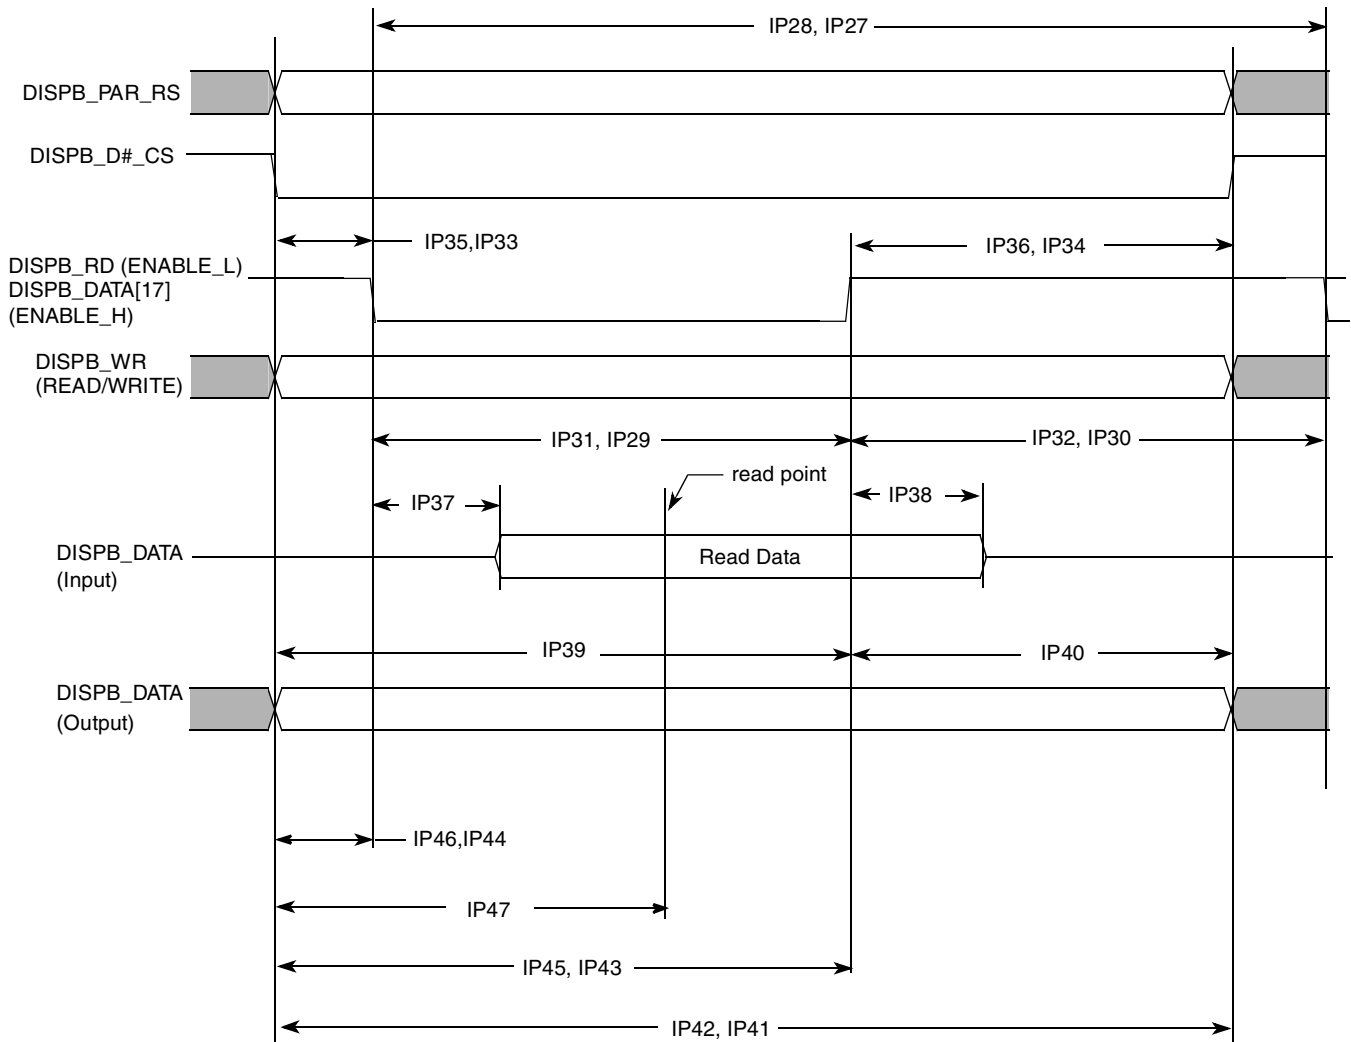 IP28, IP27
DISPB_PAR_RS
DISPB_D#_CS
IP35,IP33
IP36, IP34
DISPB_RD (ENABLE_L)
DISPB_DATA[17]
(ENABLE_H)
DISPB_WR
(READ/WRITE)
IP31, IP29
IP32, IP30
read point
IP37
IP38
DISPB_DATA
(Input)
Read Data
IP39
IP40
DISPB_DATA
(Output)
IP46,IP44
IP47
IP45, IP43
IP42, IP41